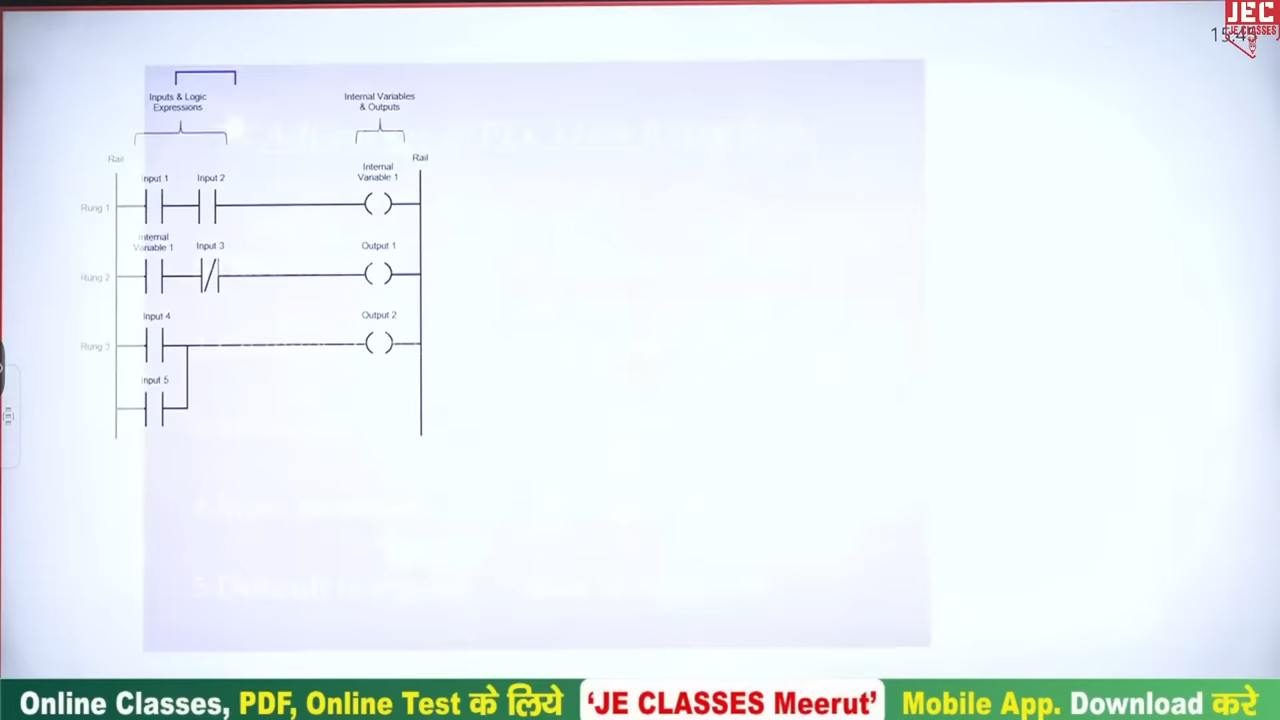 JEC
JE CLASSES
Inputs & Logic
Expressions
Internal Variables
& Outputs
Rail
Rail
Input 1
Input 2
Internal
Variable 1
Rung 1
Internal
Variable 1
Input 3
Output 1
Rung 2
Input 4
Output 2
Rung 3
Input 5
Online Classes, PDF, Online Test के लिये
‘JE CLASSES Meerut’
Mobile App. Download करे